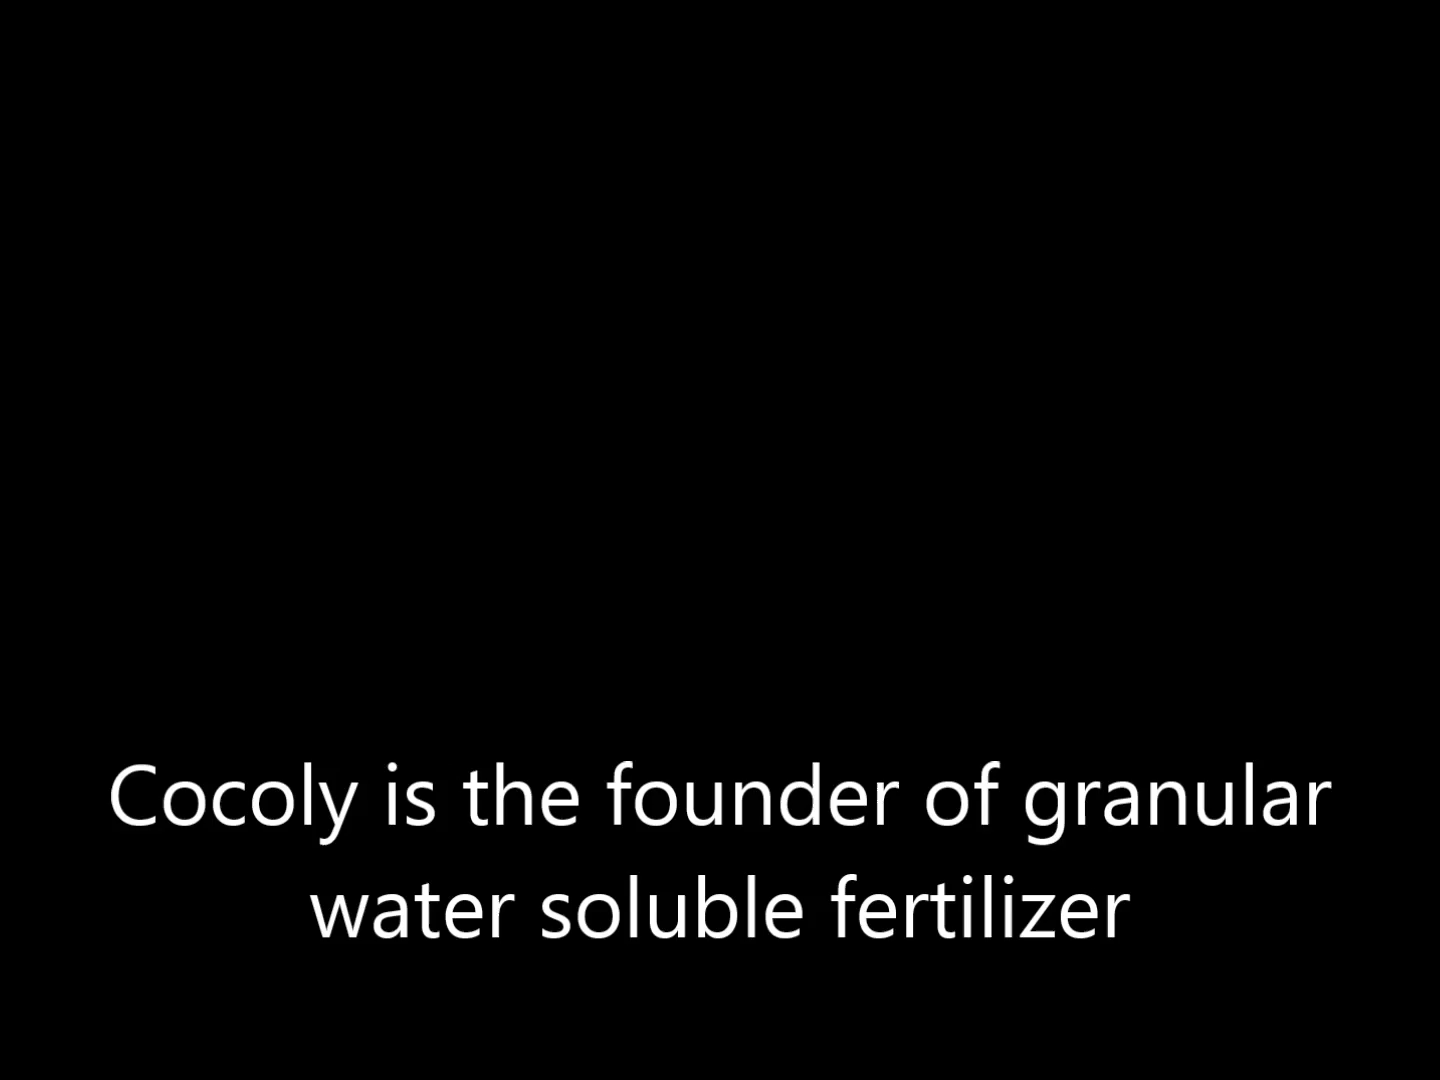 Cocoly is the founder of granular
water soluble fertilizer